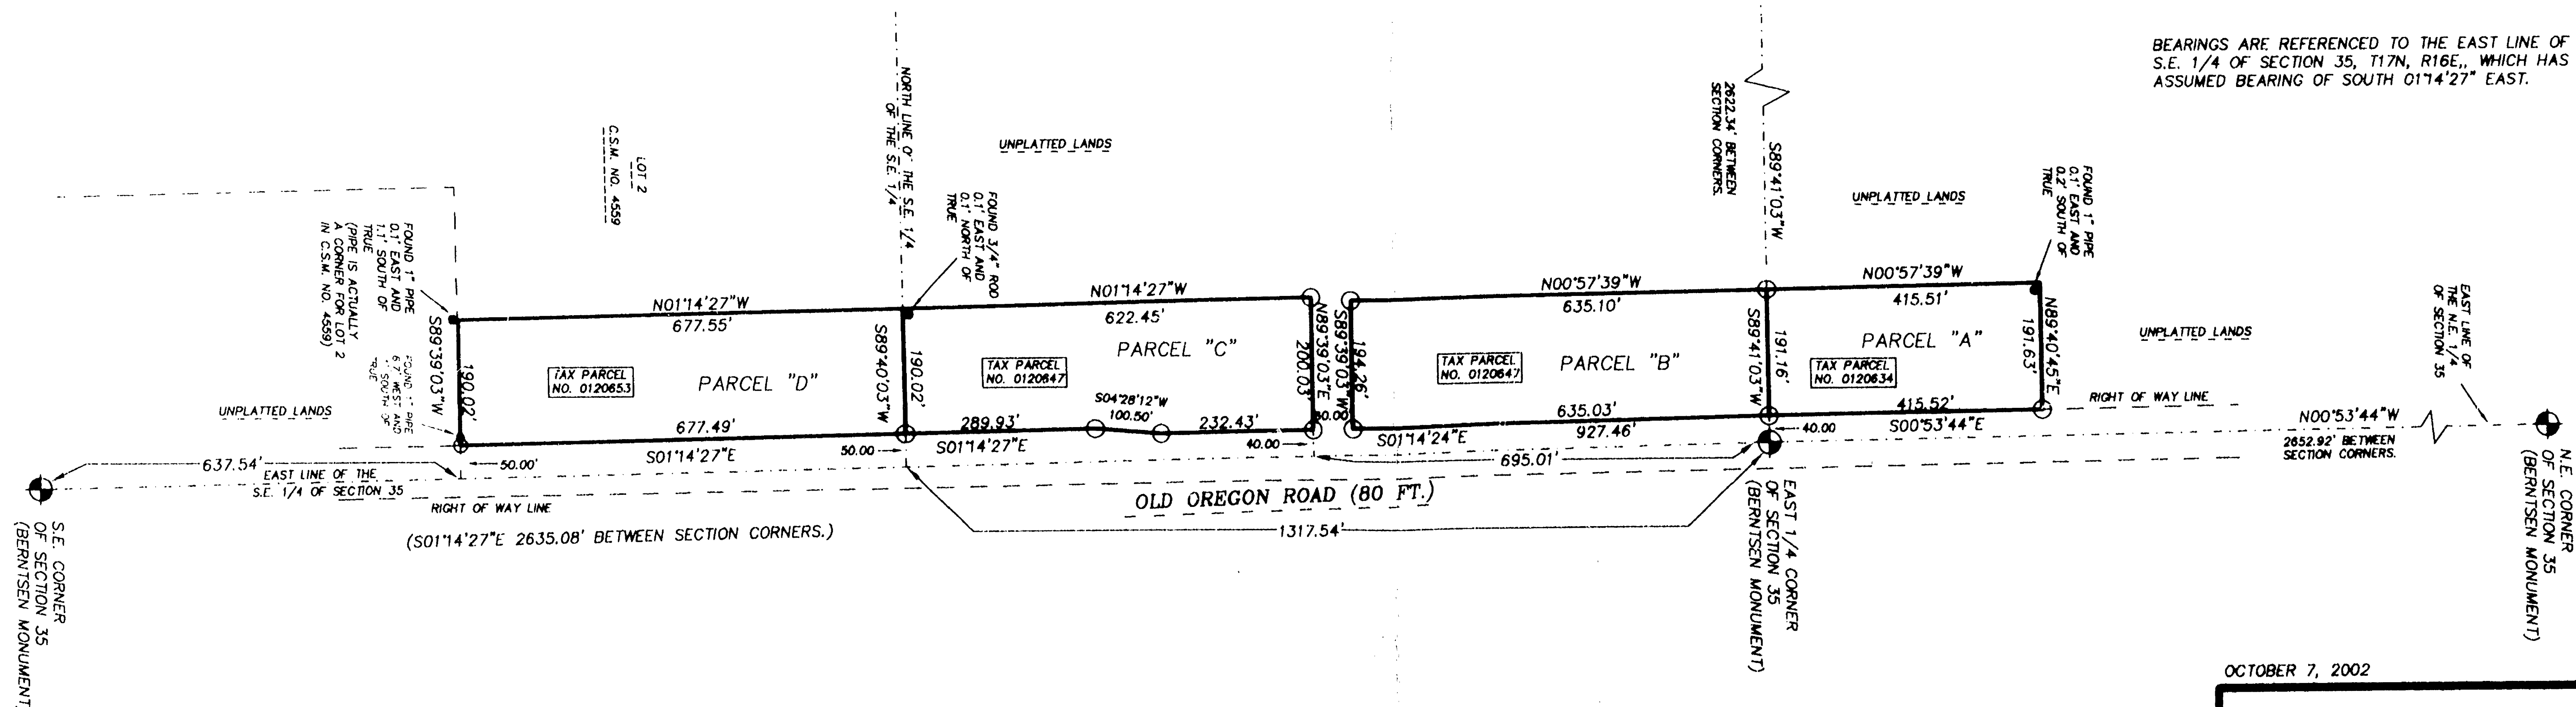 BEARINGS ARE REFERENCED TO THE EAST LINE OF
S.E. 1/4 OF SECTION 35, T17N, R16E,, WHICH HAS
ASSUMED BEARING OF SOUTH 01°14'27" EAST.
LOT 2
C.S.M. NO. 4559
NORTH LINE OF THE S.E. 1/4
OF THE S.E. 1/4
UNPLATTED LANDS
2622.34' BETWEEN
SECTION CORNERS.
S89°41'03"W
UNPLATTED LANDS
FOUND 1" PIPE
0.1' EAST AND
0.2' SOUTH OF
TRUE
FOUND 3/4" ROD
0.1' EAST AND
0.1' NORTH OF
TRUE
FOUND 1" PIPE
0.1' EAST AND
1.1' SOUTH OF
TRUE
(PIPE IS ACTUALLY
A CORNER FOR LOT 2
IN C.S.M. NO. 4559)
FOUND 1" PIPE
6.7' WEST AND
SOUTH OF
TRUE
N01°14'27"W
677.55'
N01°14'27"W
622.45'
N00°57'39"W
635.10'
N00°57'39"W
415.51'
S89°39'03"W
190.02'
TAX PARCEL
NO. 0120653
PARCEL "D"
S89°40'03"W
190.02'
TAX PARCEL
NO. 0120647
PARCEL "C"
N89°39'03"E
200.03'
S89°39'03"W
194.26'
TAX PARCEL
NO. 0120647
PARCEL "B"
S89°41'03"W
191.16'
TAX PARCEL
NO. 0120634
PARCEL "A"
N89°40'45"E
191.63'
UNPLATTED LANDS
EAST LINE OF
THE N.E. 1/4
OF SECTION 35
UNPLATTED LANDS
677.49'
S01°14'27"E
50.00'
50.00
289.93'
S01°14'27"E
S04°28'12"W
100.50'
232.43'
40.00
60.00
S01°14'24"E
635.03'
927.46'
40.00
415.52'
S00°53'44"E
RIGHT OF WAY LINE
N00°53'44"W
2652.92' BETWEEN
SECTION CORNERS.
637.54'
EAST LINE OF THE
S.E. 1/4 OF SECTION 35
RIGHT OF WAY LINE
695.01'
OLD OREGON ROAD (80 FT.)
1317.54'
(S01°14'27"E 2635.08' BETWEEN SECTION CORNERS.)
S.E. CORNER
OF SECTION 35
(BERNTSEN MONUMENT)
EAST 1/4 CORNER
OF SECTION 35
(BERNTSEN MONUMENT)
N.E. CORNER
OF SECTION 35
(BERNTSEN MONUMENT)
OCTOBER 7, 2002